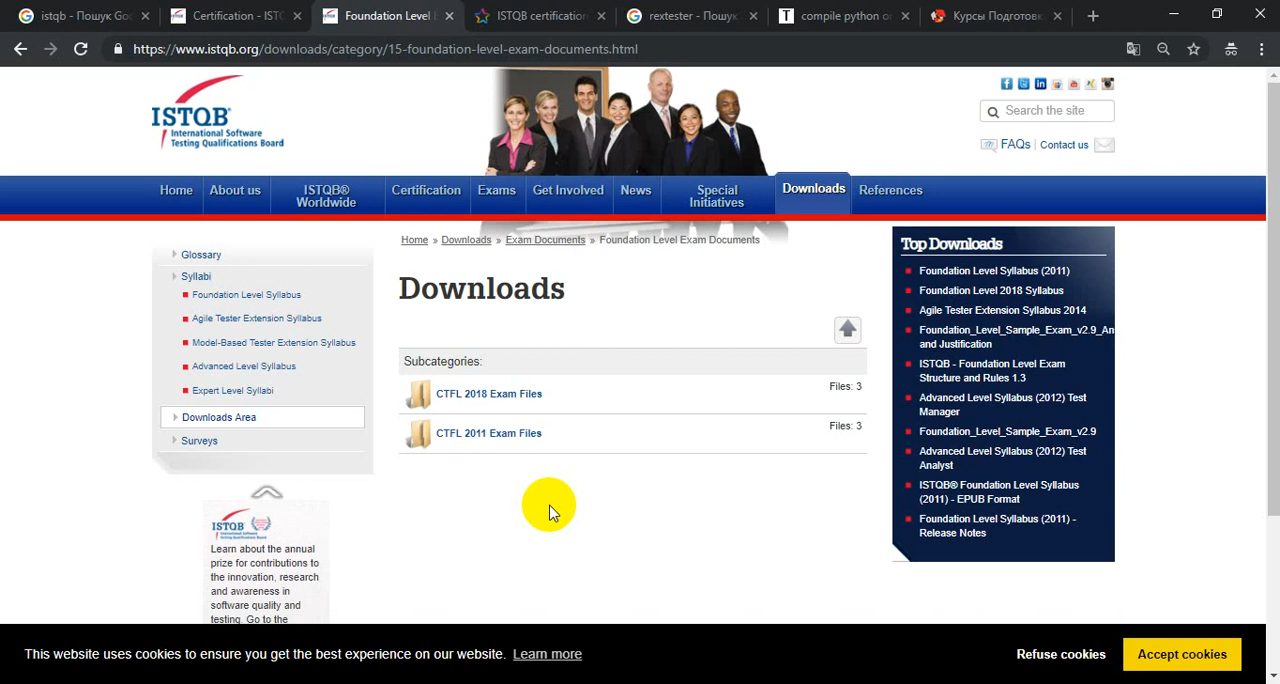 istqb - Пошук Goo
Certification - ISTQ
Foundation Level E
ISTQB certification
rextester - Пошук
compile python on
Курсы Подготовк
https://www.istqb.org/downloads/category/15-foundation-level-exam-documents.html
ISTQB®
International Software
Testing Qualifications Board
Search the site
FAQs | Contact us
Home
About us
ISTQB®
Worldwide
Certification
Exams
Get Involved
News
Special
Initiatives
Downloads
References
Home » Downloads » Exam Documents » Foundation Level Exam Documents
Glossary
Syllabi
Foundation Level Syllabus
Agile Tester Extension Syllabus
Model-Based Tester Extension Syllabus
Advanced Level Syllabus
Expert Level Syllabi
Downloads Area
Surveys
ISTQB
Learn about the annual
prize for contributions to
the innovation, research
and awareness in
software quality and
testing. Go to the
Downloads
Subcategories:
CTFL 2018 Exam Files
Files: 3
CTFL 2011 Exam Files
Files: 3
Top Downloads
Foundation Level Syllabus (2011)
Foundation Level 2018 Syllabus
Agile Tester Extension Syllabus 2014
Foundation_Level_Sample_Exam_v2.9_An
and Justification
ISTQB - Foundation Level Exam
Structure and Rules 1.3
Advanced Level Syllabus (2012) Test
Manager
Foundation_Level_Sample_Exam_v2.9
Advanced Level Syllabus (2012) Test
Analyst
ISTQB® Foundation Level Syllabus
(2011) - EPUB Format
Foundation Level Syllabus (2011) -
Release Notes
This website uses cookies to ensure you get the best experience on our website. Learn more
Refuse cookies
Accept cookies